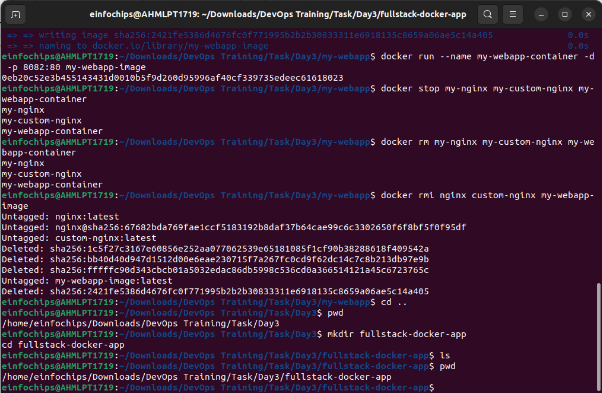 einfochips@AHMLPT1719: ~/Downloads/DevOps Training/Task/Day3/fullstack-docker-app
=> => writing image sha256:2421fe5386d4676fc0f771995b2b2b30833311e6918135c8659a06ae5c14a405 0.0s
=> => naming to docker.io/library/my-webapp-image 0.0s
einfochips@AHMLPT1719:~/Downloads/DevOps Training/Task/Day3/my-webapp$ docker run --name my-webapp-container -d
-p 8082:80 my-webapp-image
0eb20c52e3b455143431d0010b5f9d260d95996af40cf339735edeec61618023
einfochips@AHMLPT1719:~/Downloads/DevOps Training/Task/Day3/my-webapp$ docker stop my-nginx my-custom-nginx my-
webapp-container
my-nginx
my-custom-nginx
my-webapp-container
einfochips@AHMLPT1719:~/Downloads/DevOps Training/Task/Day3/my-webapp$ docker rm my-nginx my-custom-nginx my-we
bapp-container
my-nginx
my-custom-nginx
my-webapp-container
einfochips@AHMLPT1719:~/Downloads/DevOps Training/Task/Day3/my-webapp$ docker rmi nginx custom-nginx my-webapp-
image
Untagged: nginx:latest
Untagged: nginx@sha256:67682bda769fae1ccf5183192b8daf37b64cae99c6c3302650f6f8bf5f0f95df
Untagged: custom-nginx:latest
Deleted: sha256:1c5f27c3167e60856e252aa077062539e65181085f1cf90b38288618f409542a
Deleted: sha256:bb40d40d947d1512d00e6eae230715f7a267fc0cd9f62dc14c7c8b213db97e9b
Deleted: sha256:fffffc90d343cbcb01a5032edac86db5998c536cd0a366514121a45c6723765c
Untagged: my-webapp-image:latest
Deleted: sha256:2421fe5386d4676fc0f771995b2b2b30833311e6918135c8659a06ae5c14a405
einfochips@AHMLPT1719:~/Downloads/DevOps Training/Task/Day3/my-webapp$ cd ..
einfochips@AHMLPT1719:~/Downloads/DevOps Training/Task/Day3$ pwd
/home/einfochips/Downloads/DevOps Training/Task/Day3
einfochips@AHMLPT1719:~/Downloads/DevOps Training/Task/Day3$ mkdir fullstack-docker-app
cd fullstack-docker-app
einfochips@AHMLPT1719:~/Downloads/DevOps Training/Task/Day3/fullstack-docker-app$ ls
einfochips@AHMLPT1719:~/Downloads/DevOps Training/Task/Day3/fullstack-docker-app$ pwd
/home/einfochips/Downloads/DevOps Training/Task/Day3/fullstack-docker-app
einfochips@AHMLPT1719:~/Downloads/DevOps Training/Task/Day3/fullstack-docker-app$